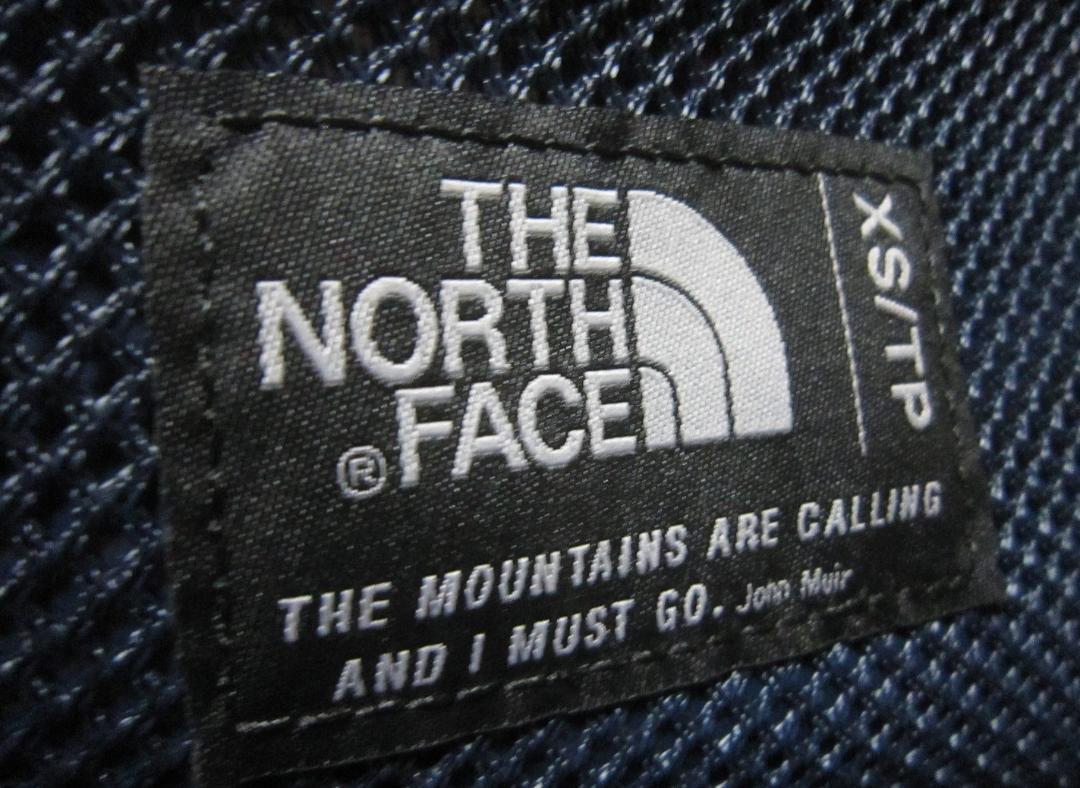 THE
NORTH
FACE
®
XS/TP
THE MOUNTAINS ARE CALLING
AND I MUST GO. John Muir